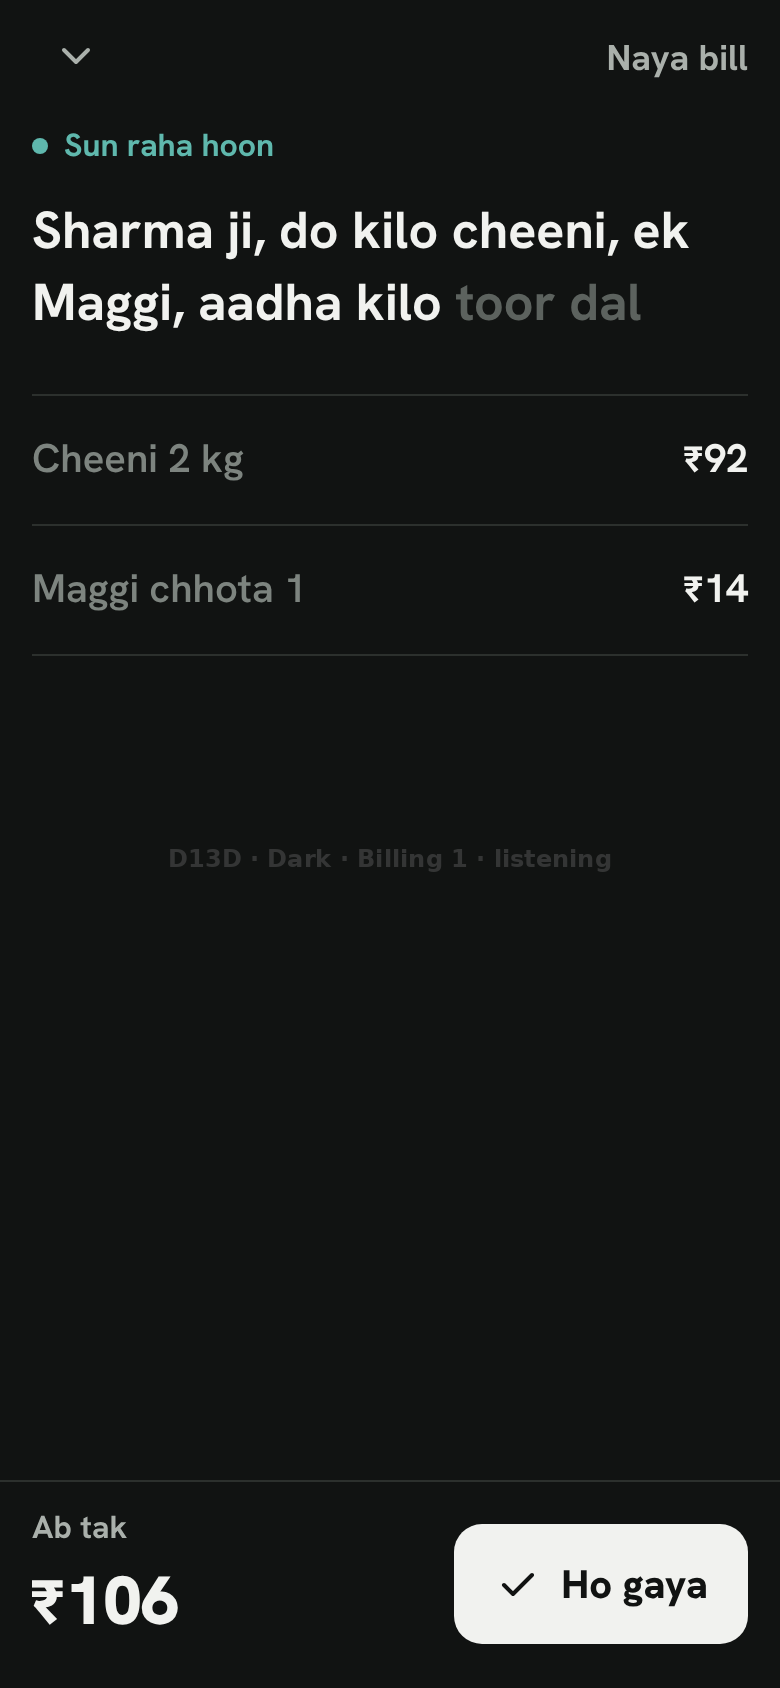 Naya bill
Sun raha hoon
Sharma ji, do kilo cheeni, ek
Maggi, aadha kilo toor dal
Cheeni 2 kg ₹92
Maggi chhota 1 ₹14
D13D · Dark · Billing 1 · listening
Ab tak
₹106
Ho gaya